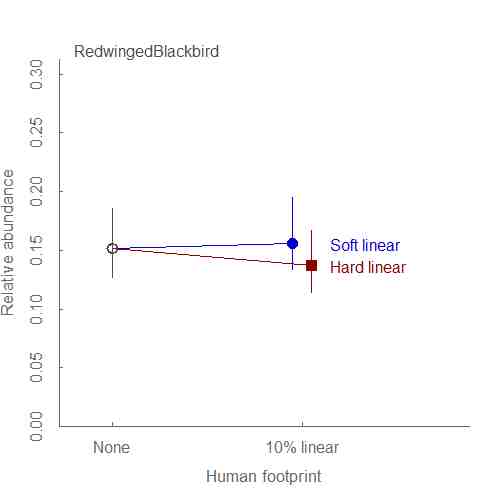 RedwingedBlackbird
0.30
0.25
0.20
0.15
0.10
0.05
0.00
Relative abundance
Soft linear
Hard linear
None
10% linear
Human footprint